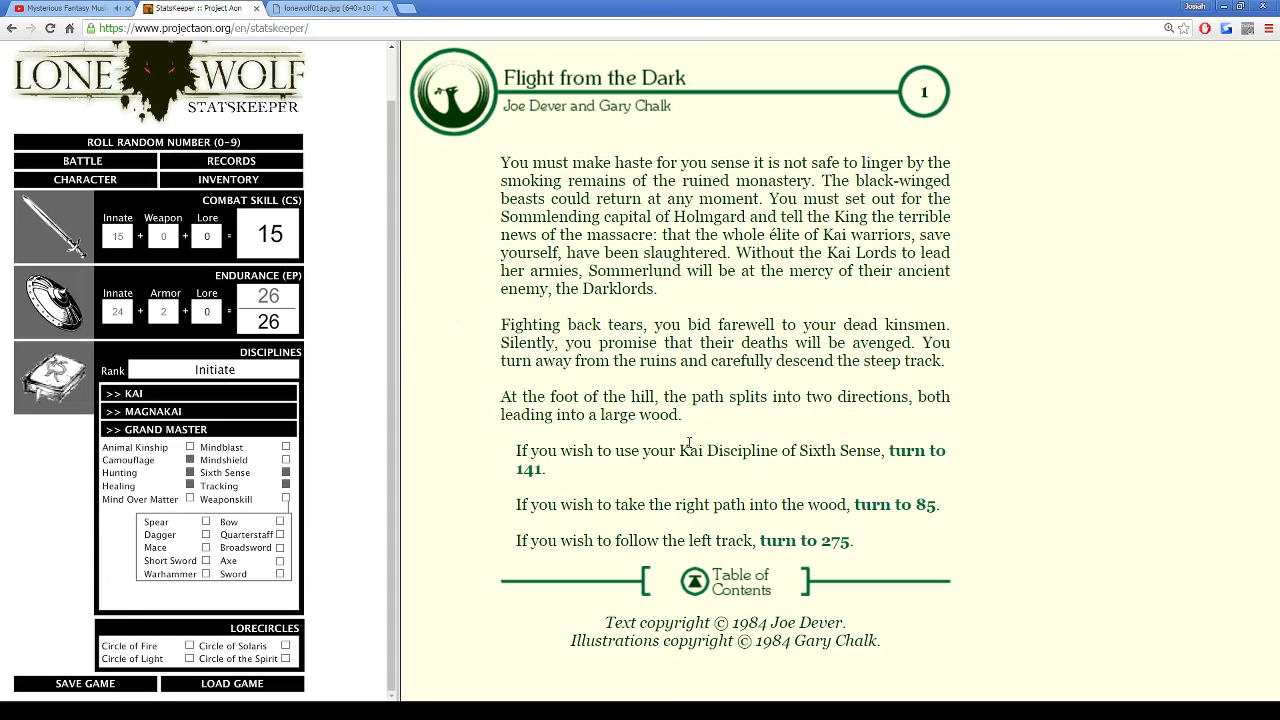 Mysterious Fantasy Music
StatsKeeper :: Project Aon
lonewolf01ap.jpg (640×104
Josiah
https://www.projectaon.org/en/statskeeper/
LONE WOLF
STATSKEEPER
ROLL RANDOM NUMBER (0-9)
BATTLE RECORDS
CHARACTER INVENTORY
COMBAT SKILL (CS)
Innate Weapon Lore
15 + 0 + 0 = 15
ENDURANCE (EP)
Innate Armor Lore
26
24 + 2 + 0 =
26
DISCIPLINES
Rank Initiate
>> KAI
>> MAGNAKAI
>> GRAND MASTER
Animal Kinship Mindblast
Camouflage Mindshield
Hunting Sixth Sense
Healing Tracking
Mind Over Matter Weaponskill
Spear Bow
Dagger Quarterstaff
Mace Broadsword
Short Sword Axe
Warhammer Sword
LORECIRCLES
Circle of Fire Circle of Solaris
Circle of Light Circle of the Spirit
SAVE GAME LOAD GAME
Flight from the Dark
Joe Dever and Gary Chalk
1
You must make haste for you sense it is not safe to linger by the
smoking remains of the ruined monastery. The black-winged
beasts could return at any moment. You must set out for the
Sommlending capital of Holmgard and tell the King the terrible
news of the massacre: that the whole élite of Kai warriors, save
yourself, have been slaughtered. Without the Kai Lords to lead
her armies, Sommerlund will be at the mercy of their ancient
enemy, the Darklords.
Fighting back tears, you bid farewell to your dead kinsmen.
Silently, you promise that their deaths will be avenged. You
turn away from the ruins and carefully descend the steep track.
At the foot of the hill, the path splits into two directions, both
leading into a large wood.
If you wish to use your Kai Discipline of Sixth Sense, turn to
141.
If you wish to take the right path into the wood, turn to 85.
If you wish to follow the left track, turn to 275.
Table of
Contents
Text copyright © 1984 Joe Dever.
Illustrations copyright © 1984 Gary Chalk.